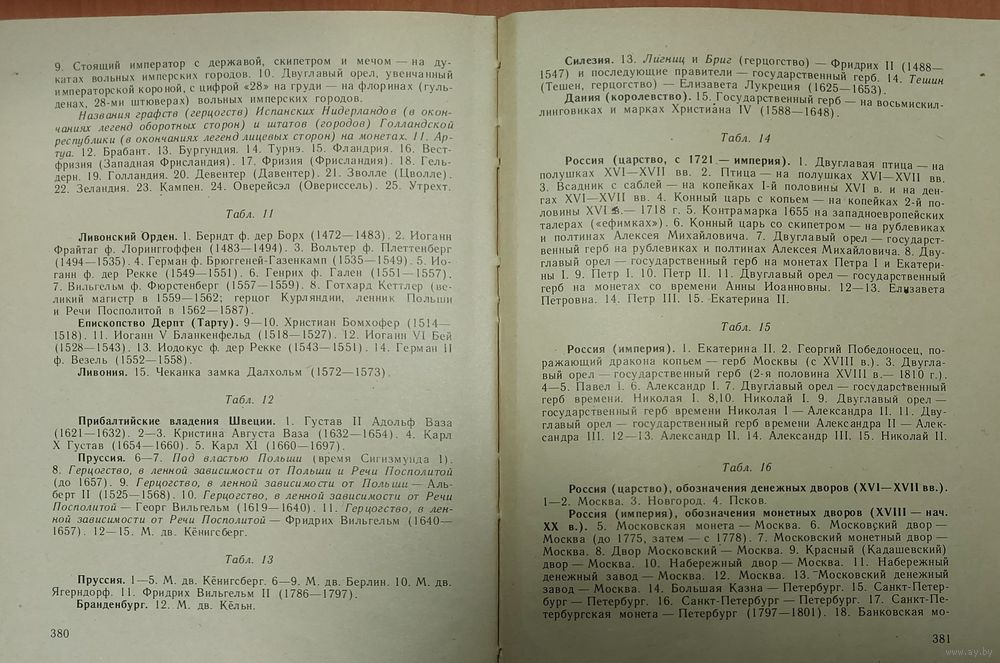 9. Стоящий император с державой, скипетром и мечом — на ду-
катах вольных имперских городов. 10. Двуглавый орел, увенчанный
императорской короной, с цифрой «28» на груди — на флоринах (гуль-
денах, 28-ми штюверах) вольных имперских городов.
Названия графств (герцогств) Испанских Нидерландов (в окон-
чаниях легенд оборотных сторон) и штатов (городов) Голландской
республики (в окончаниях легенд лицевых сторон) на монетах. 11. Ар-
туа. 12. Брабант. 13. Бургундия. 14. Турнэ. 15. Фландрия. 16. Вест-
фризия (Западная Фрисландия). 17. Фризия (Фрисландия). 18. Гель-
дерн. 19. Голландия. 20. Девентер (Давентер). 21. Зволле (Цволле).
22. Зеландия. 23. Кампен. 24. Оверейсэл (Овериссель). 25. Утрехт.
Табл. 11
Ливонский Орден. 1. Берндт ф. дер Борх (1472—1483). 2. Иоганн
Фрайтаг ф. Лорингтоффен (1483—1494). 3. Вольтер ф. Плеттенберг
(1494—1535). 4. Герман ф. Брюггеней-Газенкамп (1535—1549). 5. Ио-
ганн ф. дер Рекке (1549—1551). 6. Генрих ф. Гален (1551—1557).
7. Вильгельм ф. Фюрстенберг (1557—1559). 8. Готхард Кеттлер (ве-
ликий магистр в 1559—1562; герцог Курляндии, ленник Польши
и Речи Посполитой в 1562—1587).
Епископство Дерпт (Тарту). 9—10. Христиан Бомхофер (1514—
1518). 11. Иоганн V Бланкенфельд (1518—1527). 12. Иоганн VI Бей
(1528—1543). 13. Иодокус ф. дер Рекке (1543—1551). 14. Герман II
ф. Везель (1552—1558).
Ливония. 15. Чеканка замка Далхольм (1572—1573).
Табл. 12
Прибалтийские владения Швеции. 1. Густав II Адольф Ваза
(1621—1632). 2—3. Кристина Августа Ваза (1632—1654). 4. Карл
X Густав (1654—1660). 5. Карл XI (1660—1697).
Пруссия. 6—7. Под властью Польши (время Сигизмунда 1).
8. Герцогство, в ленной зависимости от Польши и Речи Посполитой
(до 1657). 9. Герцогство, в ленной зависимости от Польши — Аль-
берт II (1525—1568). 10. Герцогство, в ленной зависимости от Речи
Посполитой — Георг Вильгельм (1619—1640). 11. Герцогство, в лен-
ной зависимости от Речи Посполитой — Фридрих Вильгельм (1640—
1657). 12—15. М. дв. Кёнигсберг.
Табл. 13
Пруссия. 1—5. М. дв. Кёнигсберг. 6—9. М. дв. Берлин. 10. М. дв.
Ягерндорф. 11. Фридрих Вильгельм II (1786—1797).
Бранденбург. 12. М. дв. Кёльн.
380
Силезия. 13. Лигниц и Бриг (герцогство) — Фридрих II (1488—
1547) и последующие правители — государственный герб. 14. Тешин
(Тешен, герцогство) — Елизавета Лукреция (1625—1653).
Дания (королевство). 15. Государственный герб — на восьмискил-
линговиках и марках Христиана IV (1588—1648).
Табл. 14
Россия (царство, с 1721 — империя). 1. Двуглавая птица — на
полушках XVI—XVII вв. 2. Птица — на полушках XVI—XVII вв.
3. Всадник с саблей — на копейках 1-й половины XVI в. и на день-
гах XVI—XVII вв. 4. Конный царь с копьем — на копейках 2-й по-
ловины XVI в. — 1718 г. 5. Контрамарка 1655 на западноевропейских
талерах («ефимках»). 6. Конный царь со скипетром — на рублевиках
и полтинах Алексея Михайловича. 7. Двуглавый орел — государст-
венный герб на рублевиках и полтинах Алексея Михайловича. 8. Дву-
главый орел — государственный герб на монетах Петра I и Екатери-
ны I. 9. Петр I. 10. Петр II. 11. Двуглавый орел — государственный
герб на монетах со времени Анны Иоанновны. 12—13. Елизавета
Петровна. 14. Петр III. 15. Екатерина II.
Табл. 15
Россия (империя). 1. Екатерина II. 2. Георгий Победоносец, по-
ражающий дракона копьем — герб Москвы (с XVIII в.). 3. Двугла-
вый орел — государственный герб (2-я половина XVIII в.— 1810 г.).
4—5. Павел I. 6. Александр I. 7. Двуглавый орел — государственный
герб времени. Николая I. 8,10. Николай I. 9. Двуглавый орел —
государственный герб времени Николая I — Александра II. 11. Дву-
главый орел — государственный герб времени Александра II — Алек-
сандра III. 12—13. Александр II. 14. Александр III. 15. Николай II.
Табл. 16
Россия (царство), обозначения денежных дворов (XVI—XVII вв.).
1—2. Москва. 3. Новгород. 4. Псков.
Россия (империя), обозначения монетных дворов (XVIII — нач.
XX в.). 5. Московская монета — Москва. 6. Московский двор —
Москва (до 1775, затем — с 1778). 7. Московский монетный двор —
Москва. 8. Двор Московский — Москва. 9. Красный (Кадашевский)
двор — Москва. 10. Набережный двор — Москва. 11. Набережный
денежный завод — Москва. 12. Москва. 13. Московский денежный
завод — Москва. 14. Большая Казна — Петербург. 15. Санкт-Петер-
бург — Петербург. 16. Санкт-Петербург — Петербург. 17. Санкт-Пе-
тербургская монета — Петербург (1797—1801). 18. Банковская мо-
381
www.ay.by